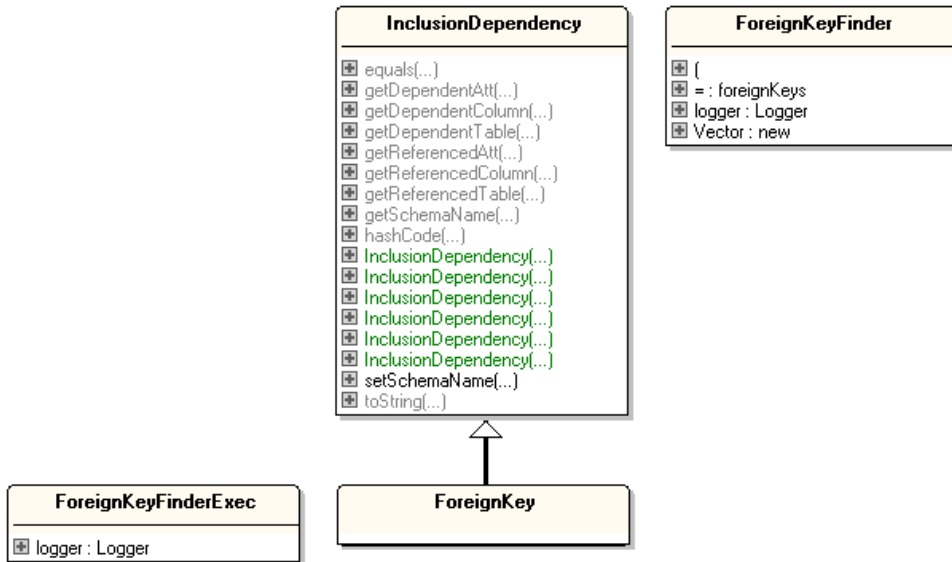 InclusionDependency
equals(...)
getDependentAtt(...)
getDependentColumn(...)
getDependentTable(...)
getReferencedAtt(...)
getReferencedColumn(...)
getReferencedTable(...)
getSchemaName(...)
hashCode(...)
InclusionDependency(...)
InclusionDependency(...)
InclusionDependency(...)
InclusionDependency(...)
InclusionDependency(...)
InclusionDependency(...)
setSchemaName(...)
toString(...)
ForeignKeyFinder
(
= : foreignKeys
logger : Logger
Vector : new
ForeignKeyFinderExec
logger : Logger
ForeignKey